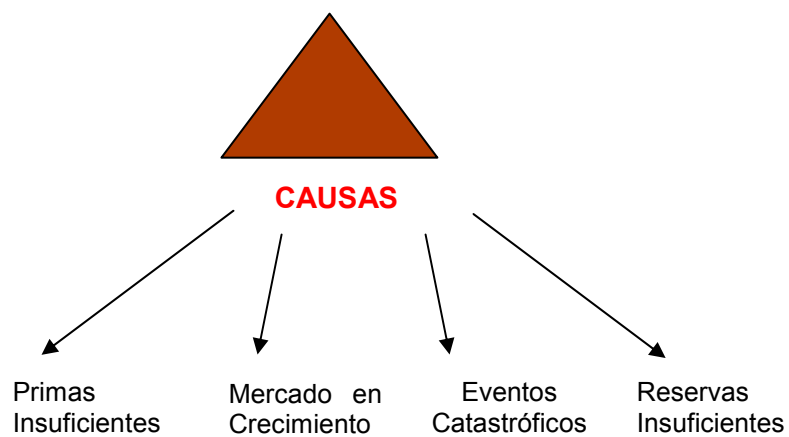 CAUSAS
Primas
Insuficientes
Mercado en
Crecimiento
Eventos
Catastróficos
Reservas
Insuficientes